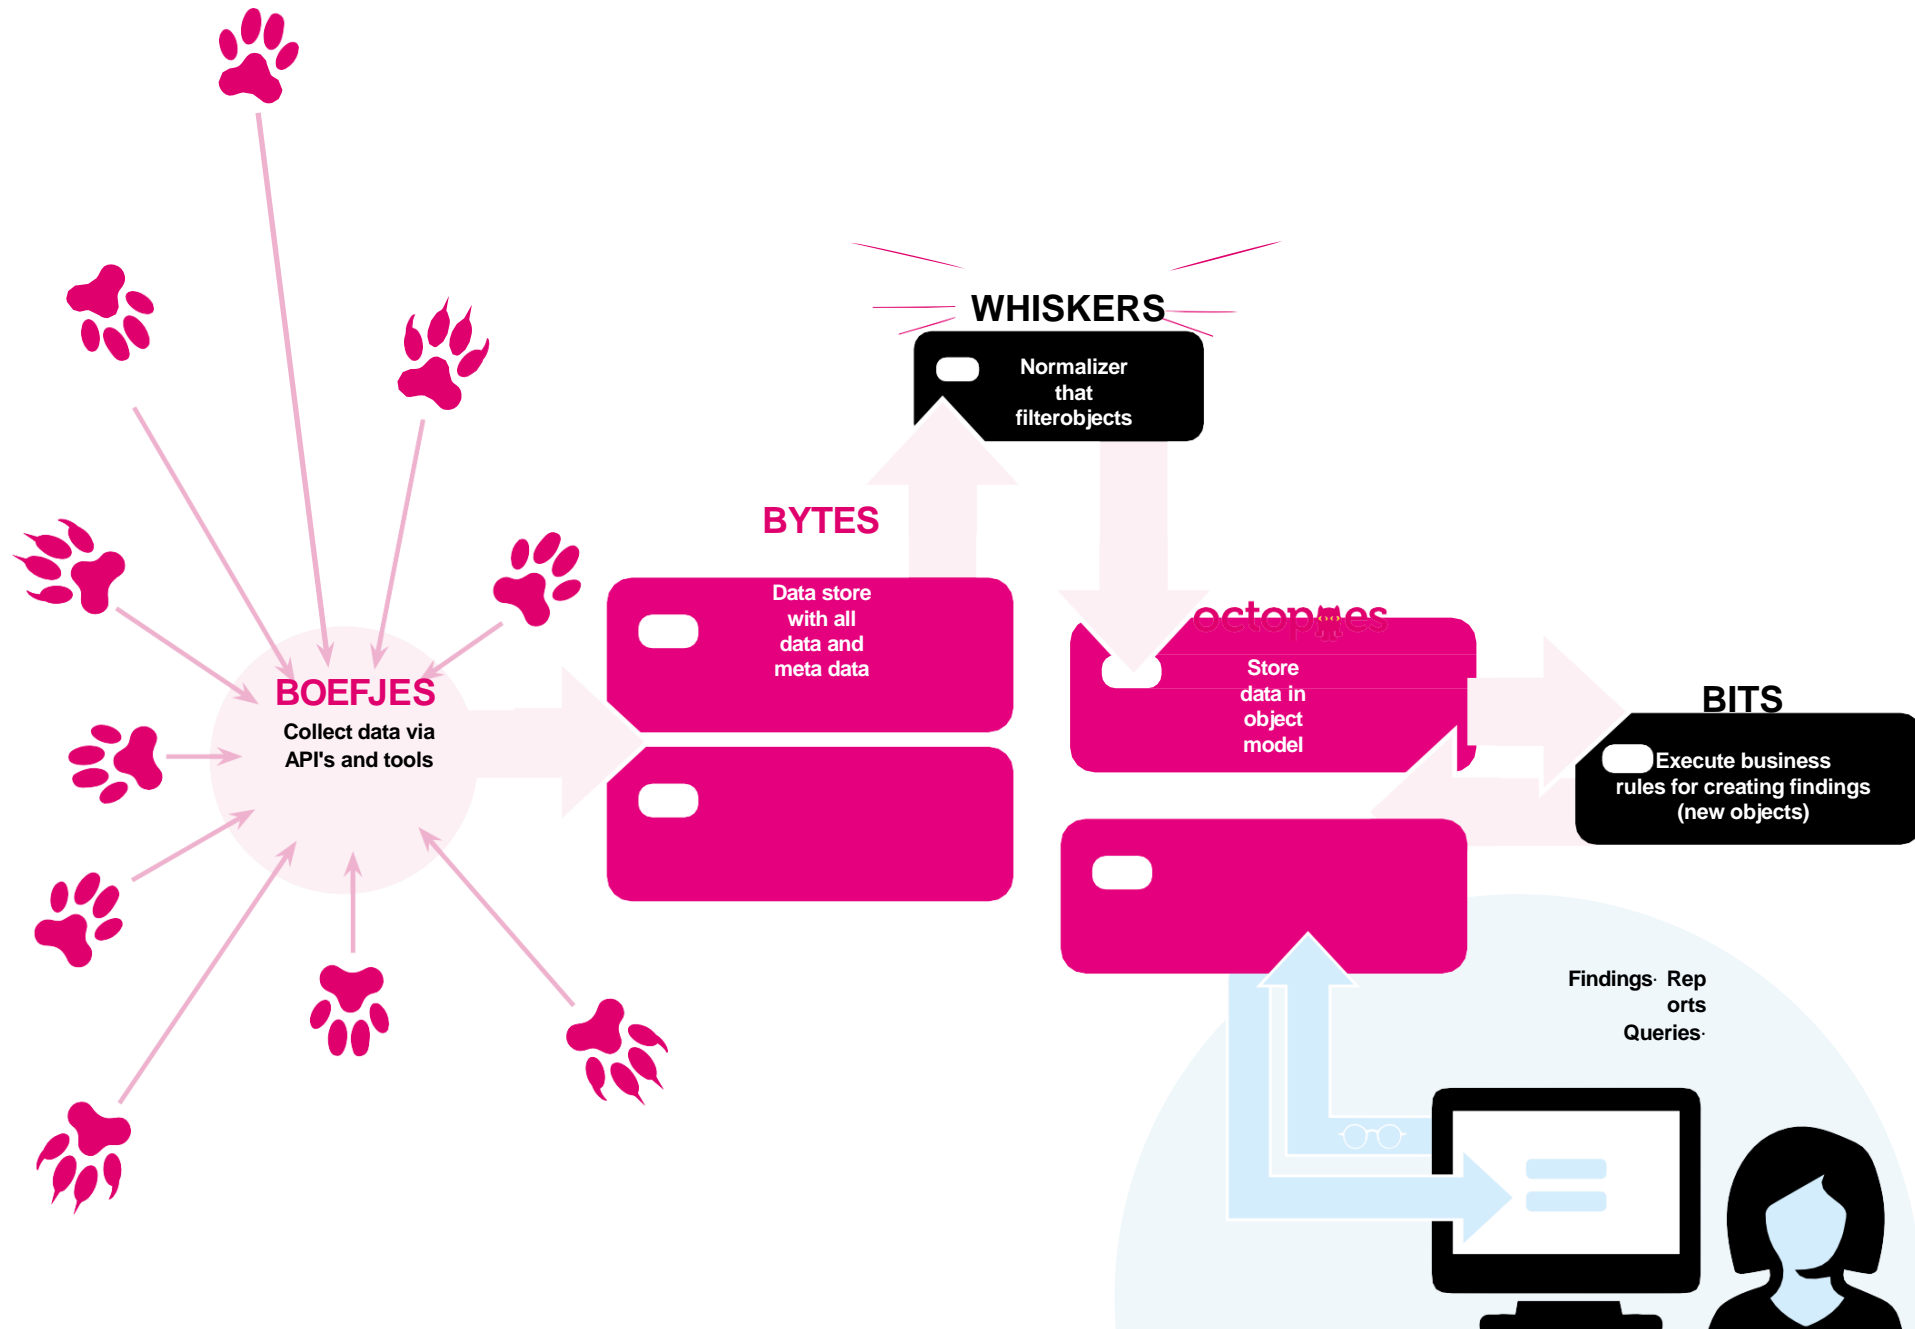 WHISKERS
Normalizer
that
filterobjects
BYTES
Data store
with all
data and
meta data
octopoes
Store
data in
object
model
BOEFJES
Collect data via
API's and tools
BITS
Execute business
rules for creating findings
(new objects)
Findings· Rep
orts
Queries·